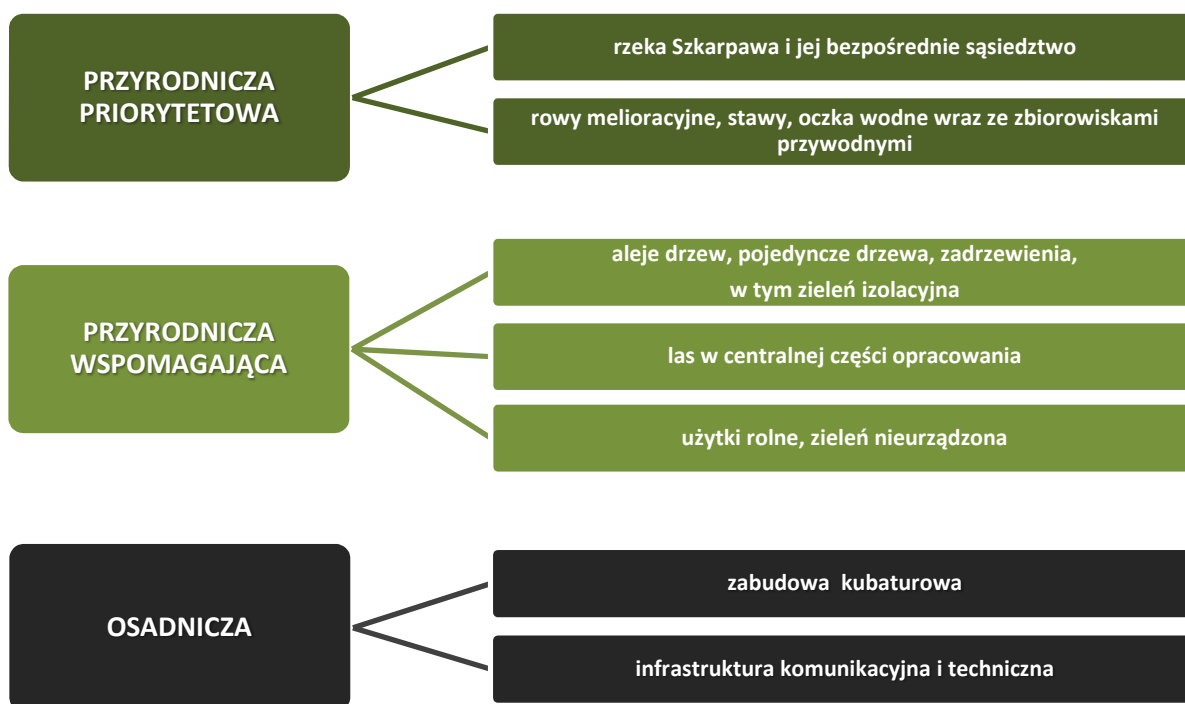 PRZYRODNICZA
PRIORYTETOWA
rzeka Szkarpawa i jej bezpośrednie sąsiedztwo
rowy melioracyjne, stawy, oczka wodne wraz ze zbiorowiskami
przywodnymi
PRZYRODNICZA
WSPOMAGAJĄCA
aleje drzew, pojedyncze drzewa, zadrzewienia,
w tym zieleń izolacyjna
las w centralnej części opracowania
użytki rolne, zieleń nieurządzona
OSADNICZA
zabudowa kubaturowa
infrastruktura komunikacyjna i techniczna